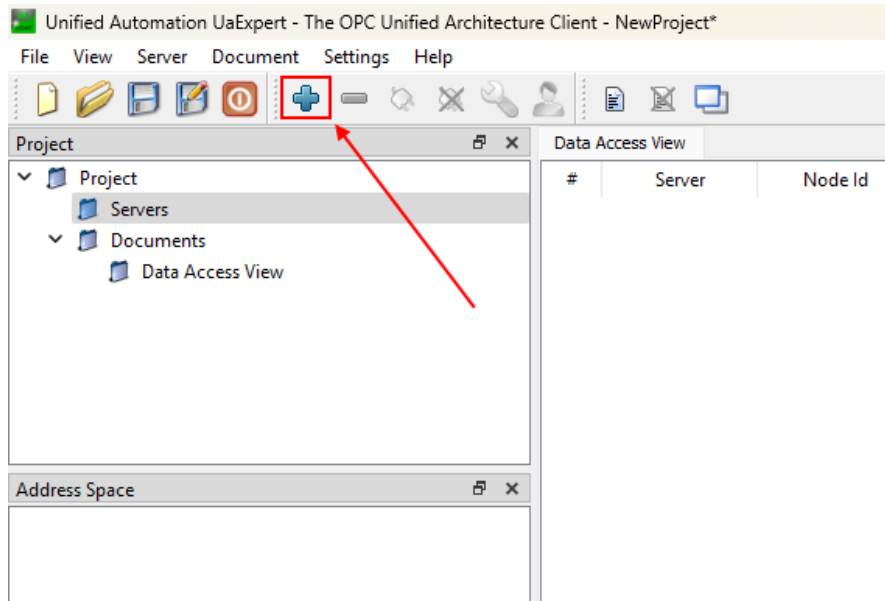 Unified Automation UaExpert - The OPC Unified Architecture Client - NewProject*
File View Server Document Settings Help
Project
Data Access View
Project
# Server Node Id
Servers
Documents
Data Access View
Address Space